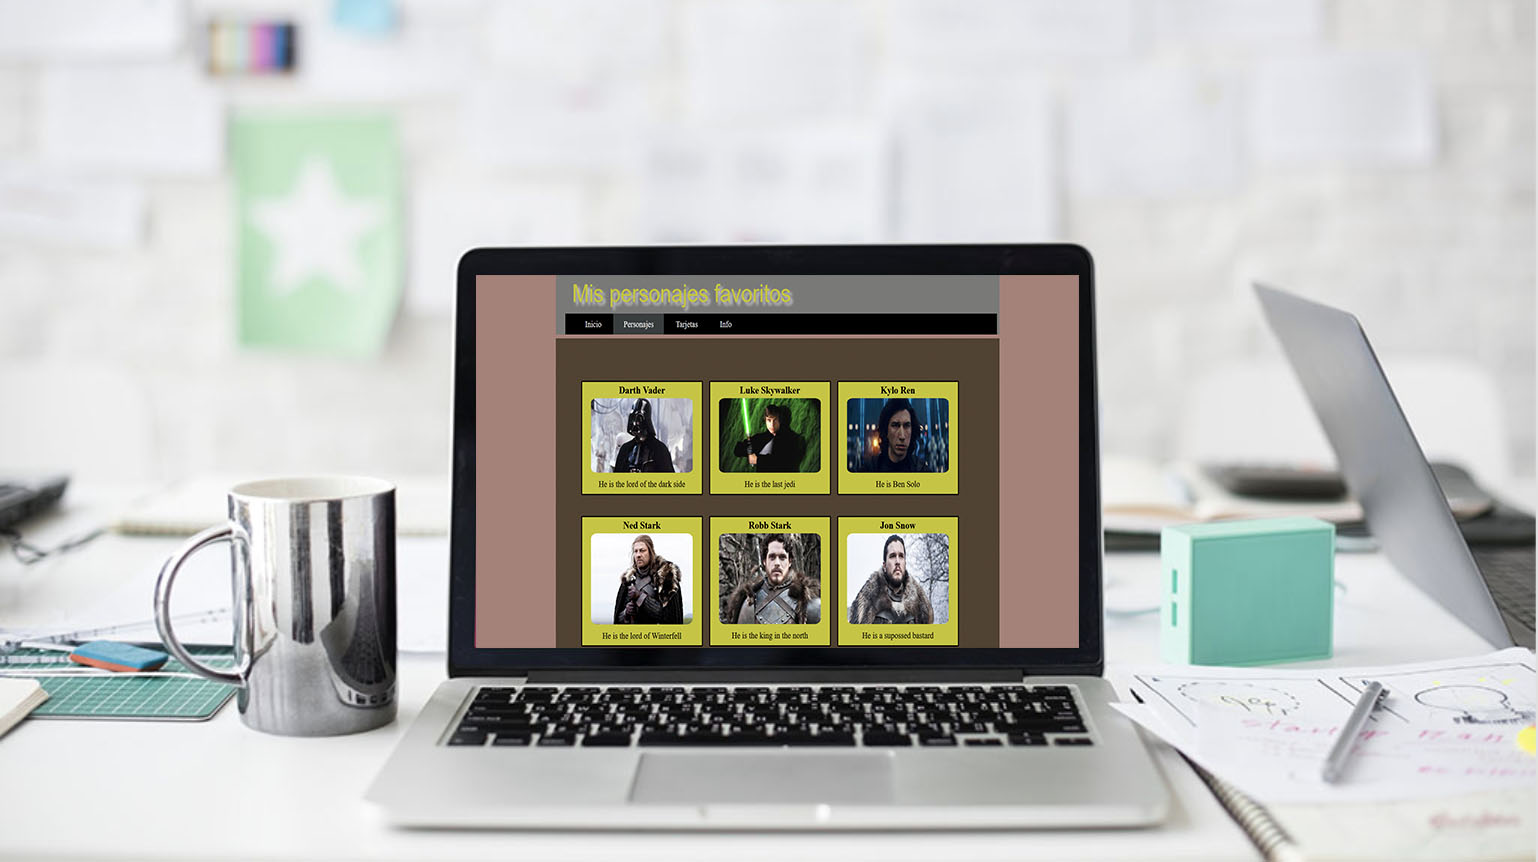 Mis personajes favoritos
Inicio Personajes Tarjetas Info
Darth Vader Luke Skywalker Kylo Ren
He is the lord of the dark side He is the last jedi He is Ben Solo
Ned Stark Robb Stark Jon Snow
He is the lord of Winterfell He is the king in the north He is a supossed bastard